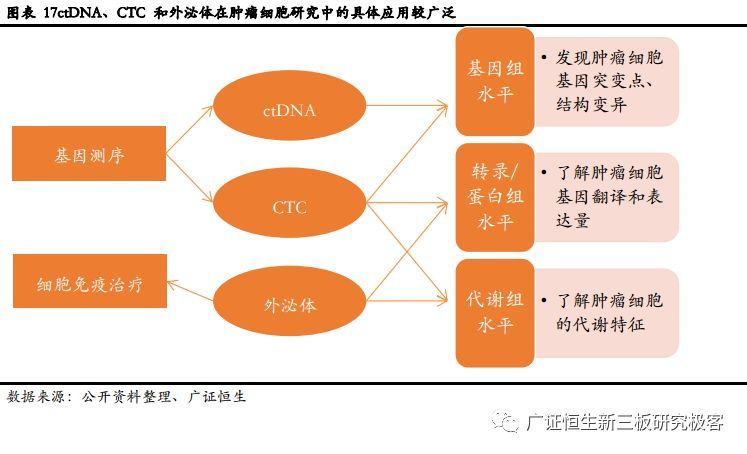 图表 17ctDNA、CTC 和外泌体在肿瘤细胞研究中的具体应用较广泛
基因测序
细胞免疫治疗
ctDNA
CTC
外泌体
基因组
水平
• 发现肿瘤细胞
基因突变点、
结构变异
转录/
蛋白组
水平
• 了解肿瘤细胞
基因翻译和表
达量
代谢组
水平
• 了解肿瘤细胞
的代谢特征
数据来源：公开资料整理、广证恒生
广证恒生新三板研究极客